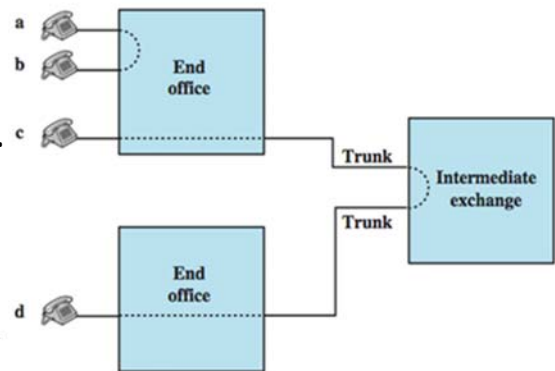 a
b
c
End
office
Trunk
Intermediate
exchange
Trunk
End
office
d